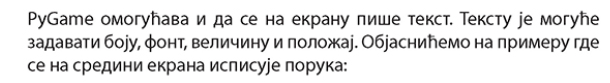 PyGame омогућава и да се на екрану пише текст. Тексту је могуће
задавати боју, фонт, величину и положај. Објаснићемо на примеру где
се на средини екрана исписује порука: